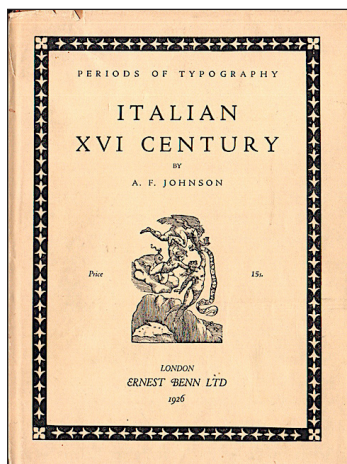 PERIODS OF TYPOGRAPHY
ITALIAN
XVI CENTURY
BY
A. F. JOHNSON
Price 15s.
LONDON
ERNEST BENN LTD
1926